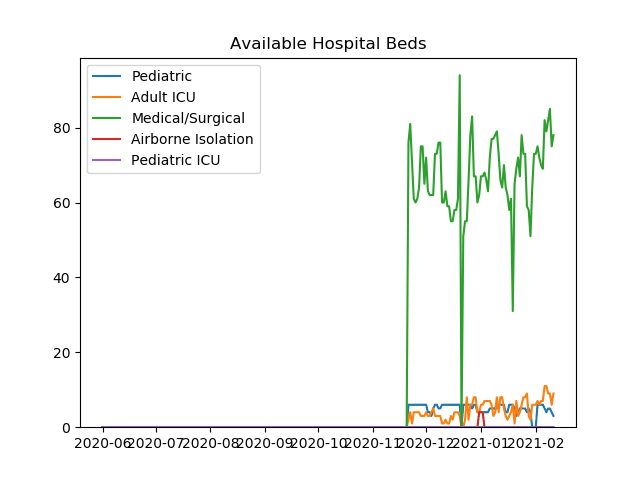 Available Hospital Beds
Pediatric
Adult ICU
Medical/Surgical
Airborne Isolation
Pediatric ICU
80
60
40
20
0
2020-06 2020-07 2020-08 2020-09 2020-10 2020-11 2020-12 2021-01 2021-02